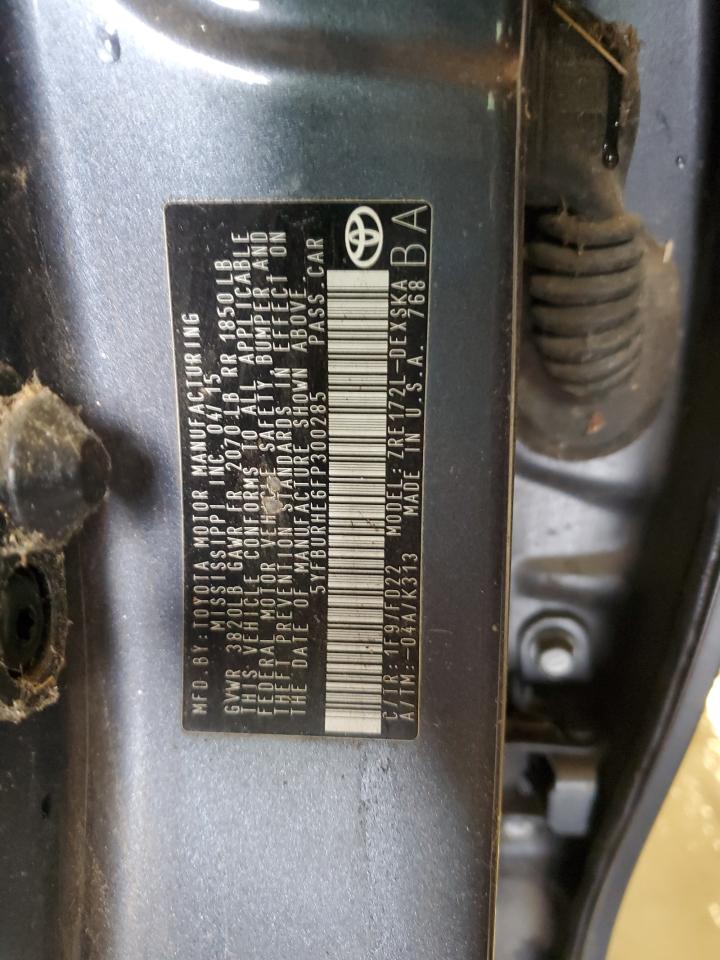 MFD. BY: TOYOTA MOTOR MANUFACTURING
MISSISSIPPI INC. 04/15
GVWR 3820LB GAWR FR 2070LB RR 1850LB
THIS VEHICLE CONFORMS TO ALL APPLICABLE
FEDERAL MOTOR VEHICLE SAFETY, BUMPER AND
THEFT PREVENTION STANDARDS IN EFFECT ON
THE DATE OF MANUFACTURE SHOWN ABOVE.
5YFBURHE6FP300285 PASS. CAR
C/TR: 1F9/FD22 MODEL: ZRE172L-DEXSKA
A/TM: -04A/K313 MADE IN U.S.A. 768
BA